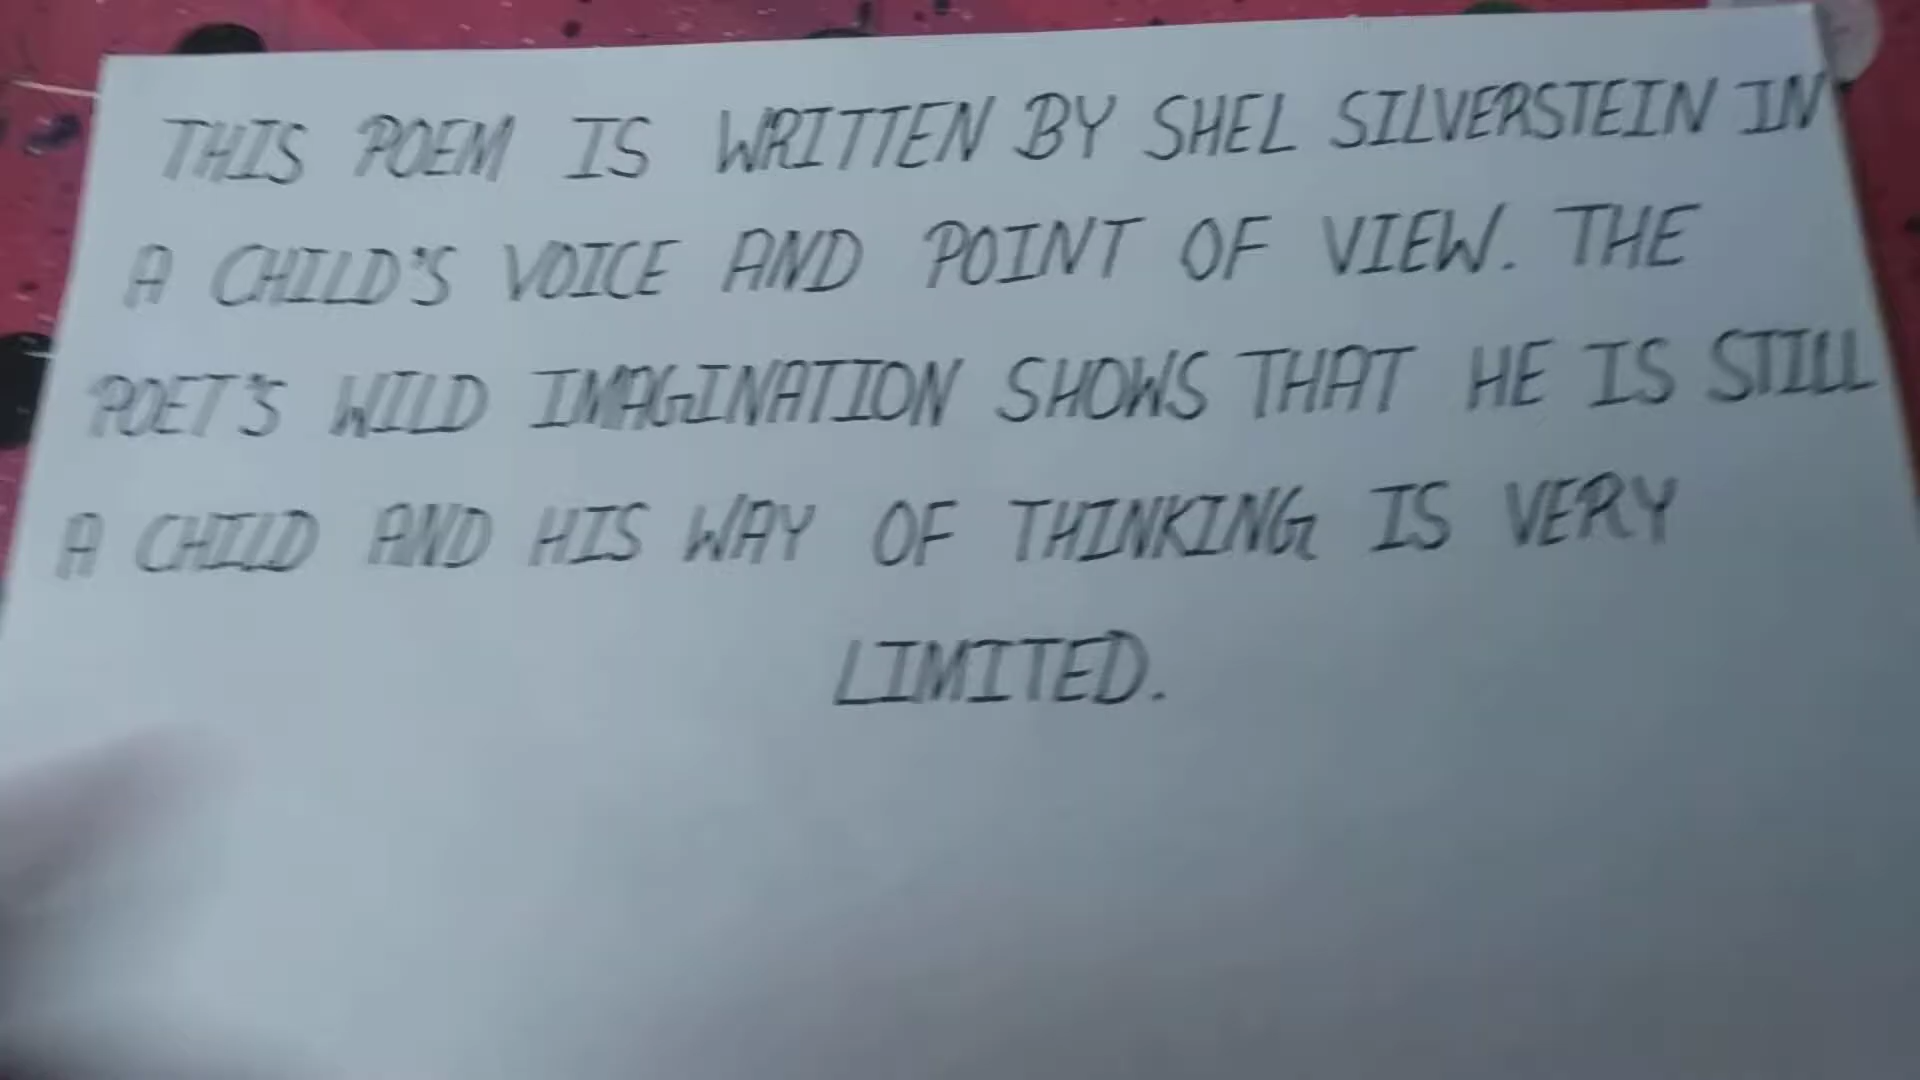 THIS POEM IS WRITTEN BY SHEL SILVERSTEIN IN
A CHILD'S VOICE AND POINT OF VIEW. THE
POET'S WILD IMAGINATION SHOWS THAT HE IS STILL
A CHILD AND HIS WAY OF THINKING IS VERY
LIMITED.